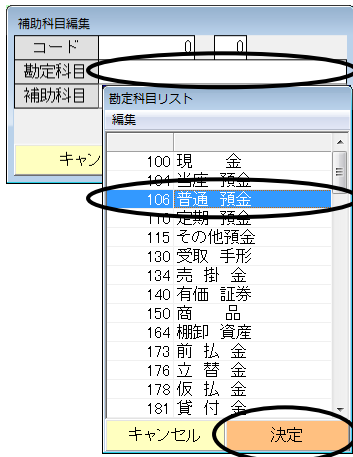 補助科目編集
コード 0 0
勘定科目
補助科目
キャン
勘定科目リスト
編集
100 現 金
104 当座 預金
106 普通 預金
110 定期 預金
115 その他預金
130 受取 手形
134 売 掛 金
140 有価 証券
150 商 品
164 棚卸 資産
173 前 払 金
176 立 替 金
178 仮 払 金
181 貸 付 金
キャンセル 決定